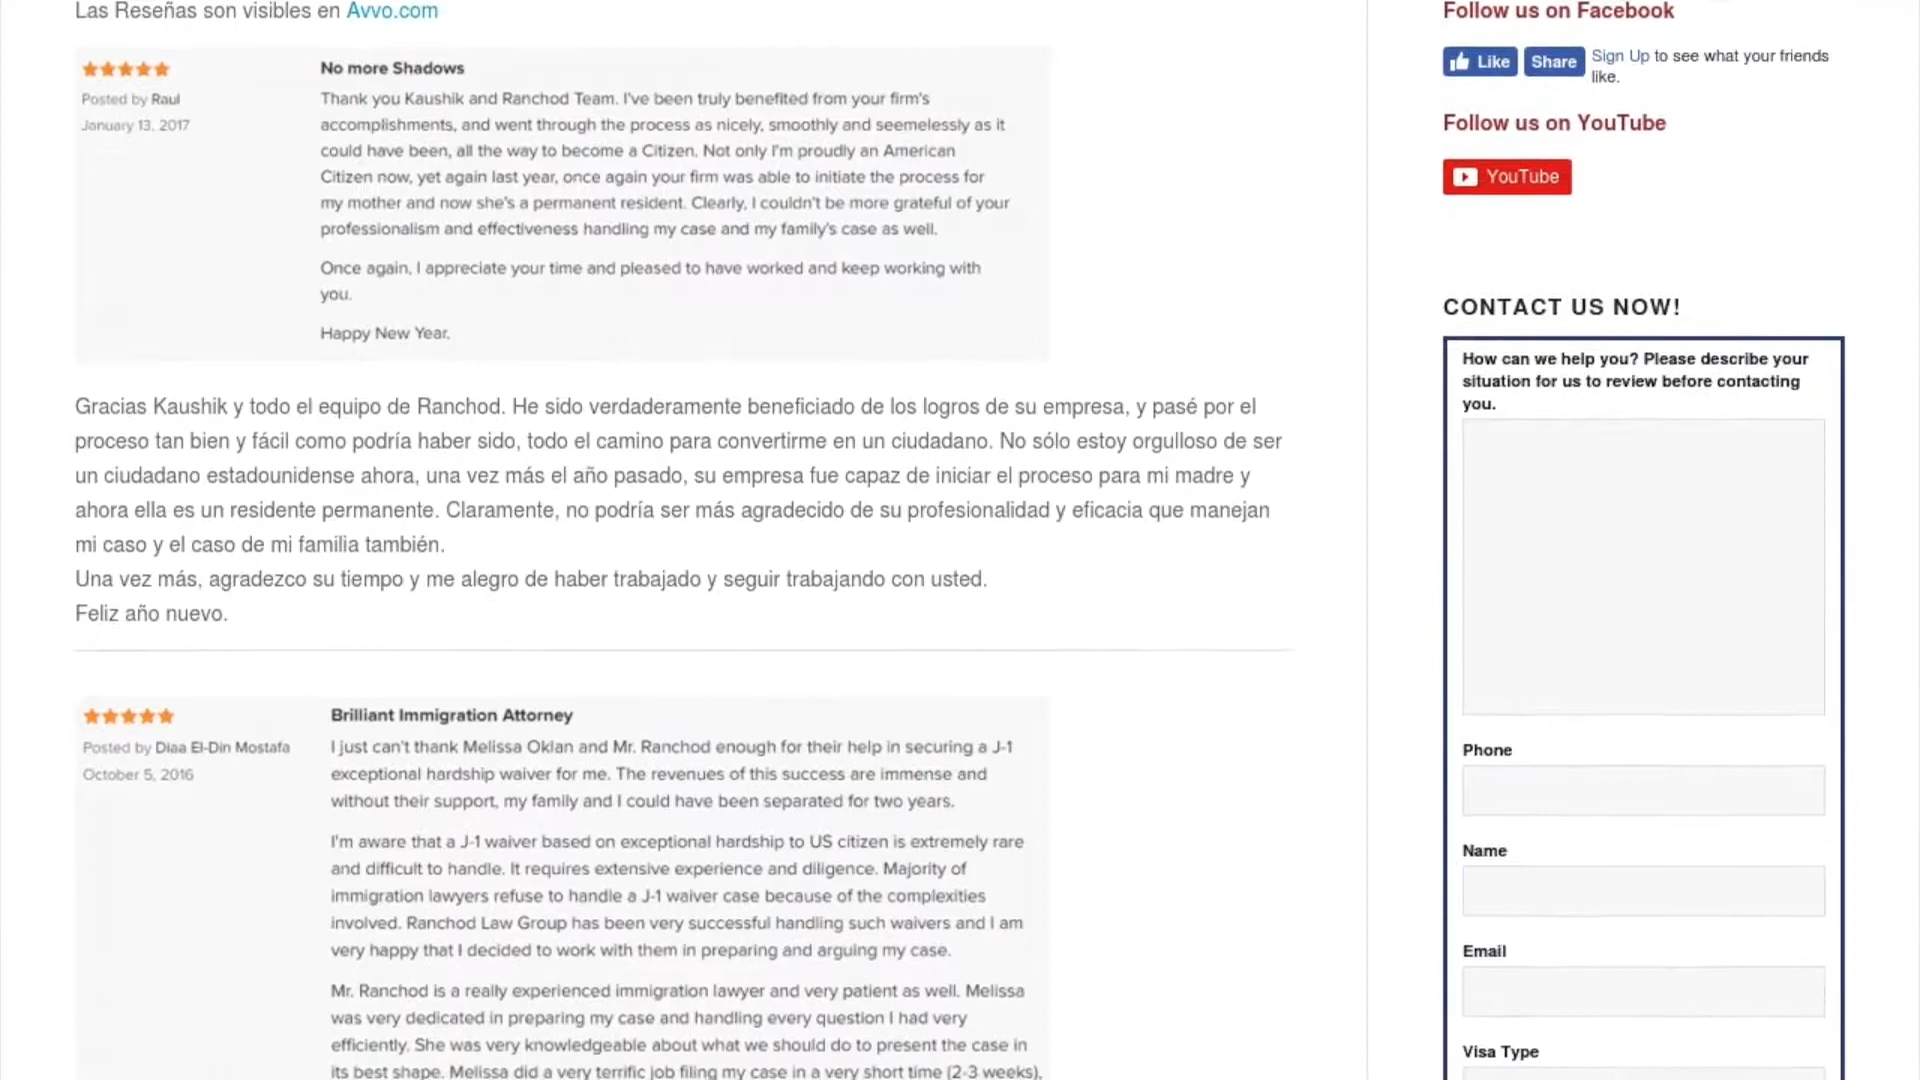 Las Reseñas son visibles en Avvo.com
No more Shadows
Posted by Raul
January 13, 2017
Thank you Kaushik and Ranchod Team. I've been truly benefited from your firm's
accomplishments, and went through the process as nicely, smoothly and seemelessly as it
could have been, all the way to become a Citizen. Not only I'm proudly an American
Citizen now, yet again last year, once again your firm was able to initiate the process for
my mother and now she's a permanent resident. Clearly, I couldn't be more grateful of your
professionalism and effectiveness handling my case and my family's case as well.
Once again, I appreciate your time and pleased to have worked and keep working with
you.
Happy New Year.
Gracias Kaushik y todo el equipo de Ranchod. He sido verdaderamente beneficiado de los logros de su empresa, y pasé por el
proceso tan bien y fácil como podría haber sido, todo el camino para convertirme en un ciudadano. No sólo estoy orgulloso de ser
un ciudadano estadounidense ahora, una vez más el año pasado, su empresa fue capaz de iniciar el proceso para mi madre y
ahora ella es un residente permanente. Claramente, no podría ser más agradecido de su profesionalidad y eficacia que manejan
mi caso y el caso de mi familia también.
Una vez más, agradezco su tiempo y me alegro de haber trabajado y seguir trabajando con usted.
Feliz año nuevo.
Brilliant Immigration Attorney
Posted by Diaa El-Din Mostafa
October 5, 2016
I just can't thank Melissa Oklan and Mr. Ranchod enough for their help in securing a J-1
exceptional hardship waiver for me. The revenues of this success are immense and
without their support, my family and I could have been separated for two years.
I'm aware that a J-1 waiver based on exceptional hardship to US citizen is extremely rare
and difficult to handle. It requires extensive experience and diligence. Majority of
immigration lawyers refuse to handle a J-1 waiver case because of the complexities
involved. Ranchod Law Group has been very successful handling such waivers and I am
very happy that I decided to work with them in preparing and arguing my case.
Mr. Ranchod is a really experienced immigration lawyer and very patient as well. Melissa
was very dedicated in preparing my case and handling every question I had very
efficiently. She was very knowledgeable about what we should do to present the case in
its best shape. Melissa did a very terrific job filing my case in a very short time (2-3 weeks),
Follow us on Facebook
Like
Share
Sign Up to see what your friends
like.
Follow us on YouTube
YouTube
CONTACT US NOW!
How can we help you? Please describe your
situation for us to review before contacting
you.
Phone
Name
Email
Visa Type